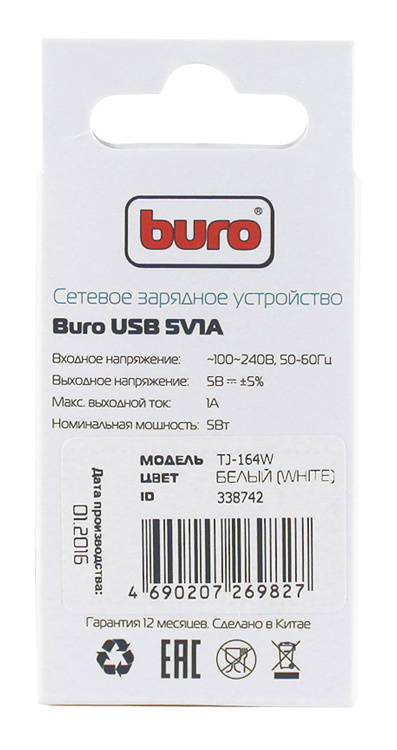 buro®
Сетевое зарядное устройство
Buro USB 5V1A
Входное напряжение: ~100~240В, 50-60Гц
Выходное напряжение: 5В ⎓ ±5%
Макс. выходной ток: 1А
Номинальная мощность: 5Вт
МОДЕЛЬ TJ-164W
ЦВЕТ БЕЛЫЙ (WHITE)
ID 338742
Дата производства:
01.2016
4 690207 269827
Гарантия 12 месяцев. Сделано в Китае
EAC